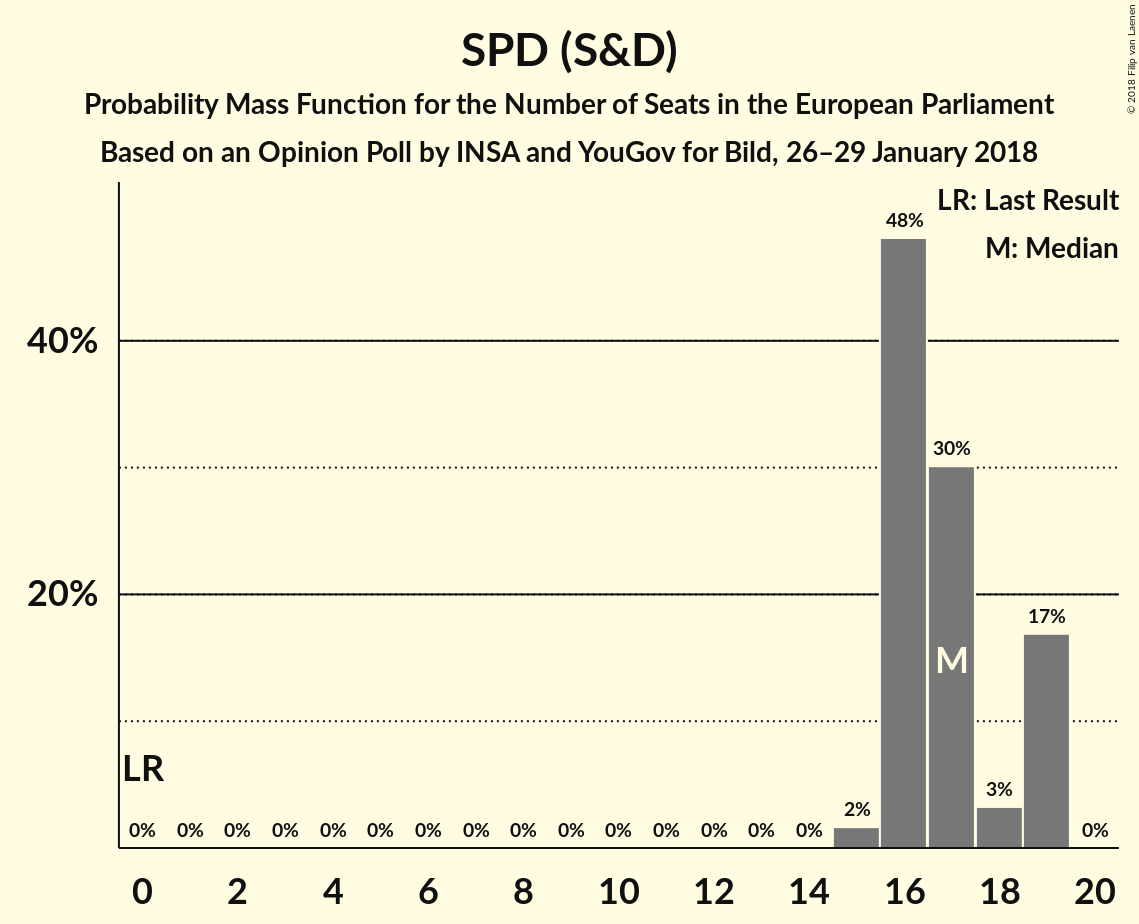 SPD (S&D)
Probability Mass Function for the Number of Seats in the European Parliament
Based on an Opinion Poll by INSA and YouGov for Bild, 26–29 January 2018
© 2018 Filip van Laenen
LR: Last Result
M: Median
48%
40%
30%
20%
17%
M
LR
3%
2%
0% 0% 0% 0% 0% 0% 0% 0% 0% 0% 0% 0% 0% 0% 0% 0%
0 2 4 6 8 10 12 14 16 18 20